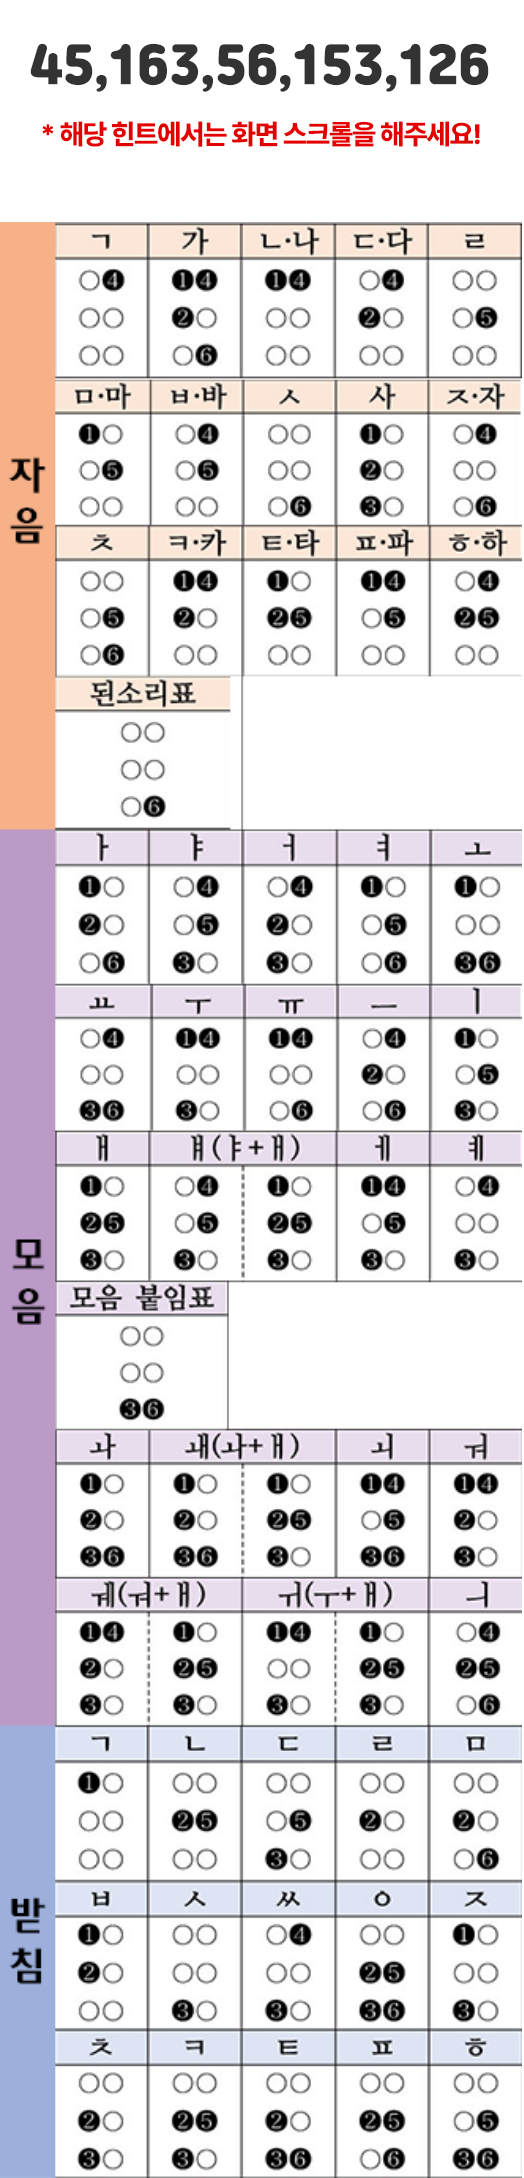 45,163,56,153,126
* 해당 힌트에서는 화면 스크롤을 해주세요!
자음
ㄱ 가 ㄴ·나 ㄷ·다 ㄹ
❹ ❶❹ ❶❹ ❹
❷ ❷ ❺
❻
ㅁ·마 ㅂ·바 ㅅ 사 ㅈ·자
❶ ❹ ❶ ❹
❺ ❺ ❷
❻ ❸ ❻
ㅊ ㅋ·카 ㅌ·타 ㅍ·파 ㅎ·하
❶❹ ❶ ❶❹ ❹
❺ ❷ ❷❺ ❺ ❷❺
❻
된소리표
❻
모음
ㅏ ㅑ ㅓ ㅕ ㅗ
❶ ❹ ❹ ❶ ❶
❷ ❺ ❷ ❺
❻ ❸ ❸ ❻ ❸❻
ㅛ ㅜ ㅠ ㅡ ㅣ
❹ ❶❹ ❶❹ ❹ ❶
❷ ❺
❸❻ ❸ ❻ ❻ ❸
ㅐ ㅒ(ㅑ+ㅐ) ㅔ ㅖ
❶ ❹ ❶ ❶❹ ❹
❷❺ ❺ ❷❺ ❺
❸ ❸ ❸ ❸ ❸
모음 붙임표
❸❻
ㅘ ㅙ(ㅘ+ㅐ) ㅚ ㅝ
❶ ❶ ❶ ❶❹ ❶❹
❷ ❷ ❷❺ ❺ ❷
❸❻ ❸❻ ❸ ❸❻ ❸
ㅞ(ㅝ+ㅐ) ㅟ(ㅜ+ㅐ) ㅢ
❶❹ ❶ ❶❹ ❶ ❹
❷ ❷❺ ❷❺ ❷❺
❸ ❸ ❸ ❸ ❻
받침
ㄱ ㄴ ㄷ ㄹ ㅁ
❶
❷❺ ❺ ❷ ❷
❸ ❻
ㅂ ㅅ ㅆ ㅇ ㅈ
❶ ❹ ❶
❷ ❷❺
❸ ❸ ❸❻ ❸
ㅊ ㅋ ㅌ ㅍ ㅎ
❷ ❷❺ ❷ ❷❺ ❺
❸ ❸ ❸❻ ❻ ❸❻